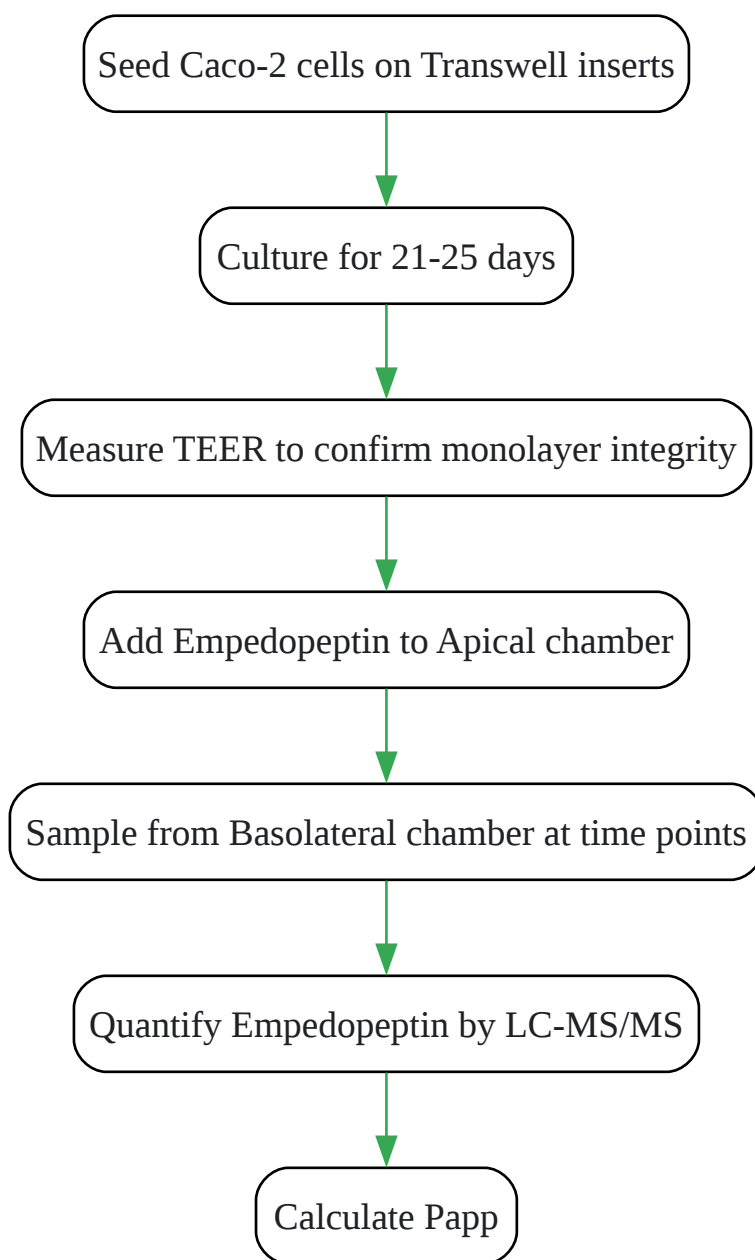 Seed Caco-2 cells on Transwell inserts
Culture for 21-25 days
Measure TEER to confirm monolayer integrity
Add Empedopeptin to Apical chamber
Sample from Basolateral chamber at time points
Quantify Empedopeptin by LC-MS/MS
Calculate Papp